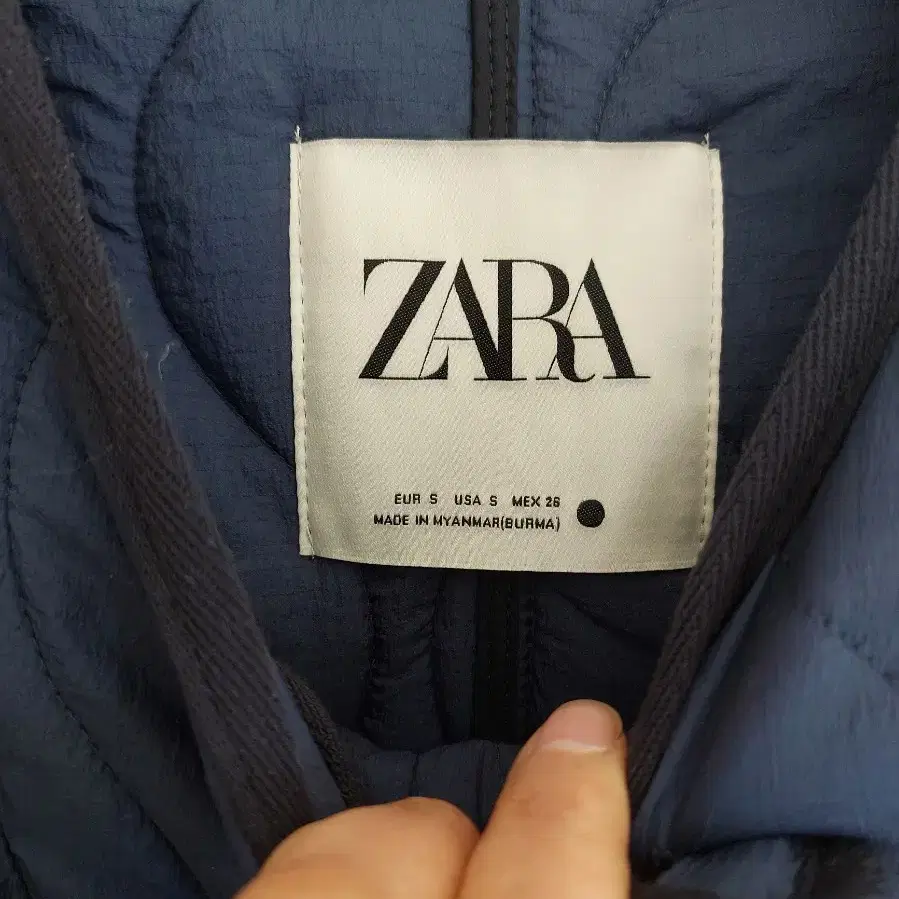 ZARA
EUR S USA S MEX 26
MADE IN MYANMAR(BURMA)